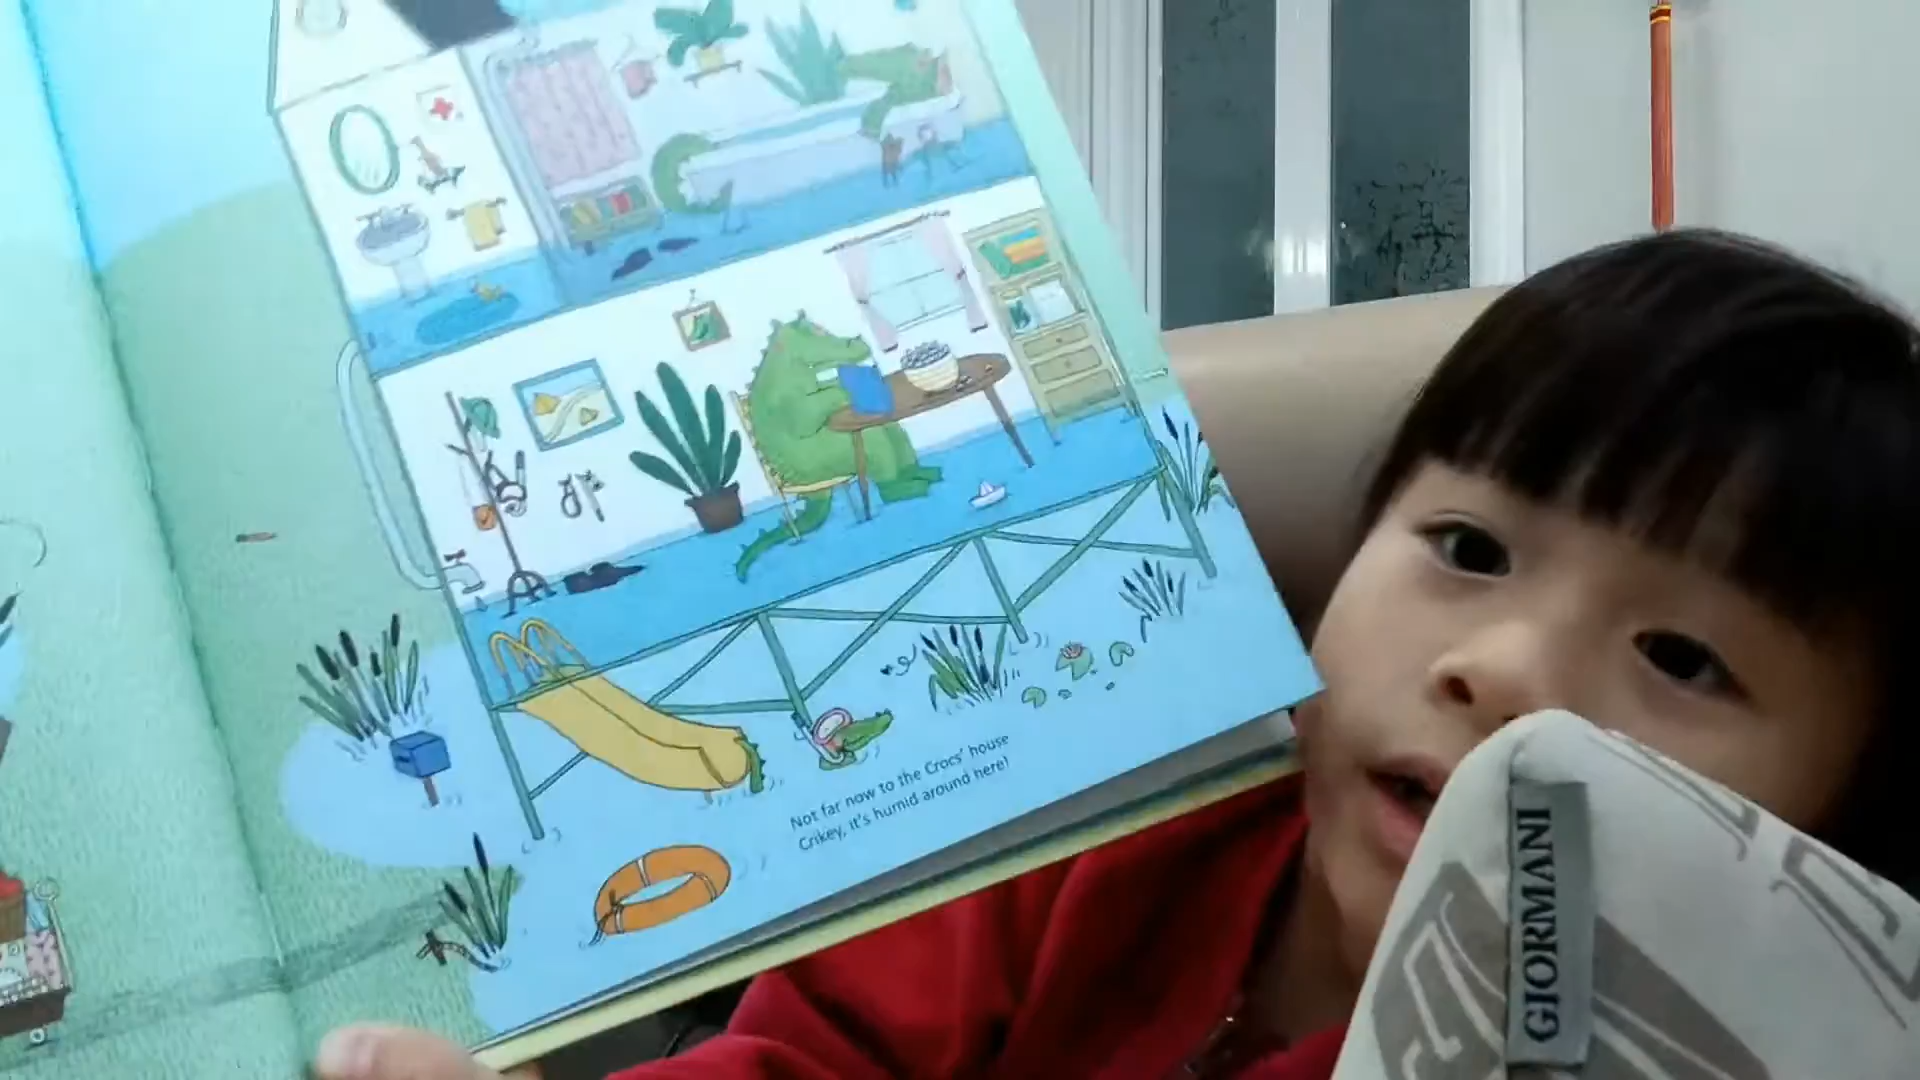 Not far now to the Crocs' house
Crikey, it's humid around here!
GIORMANI